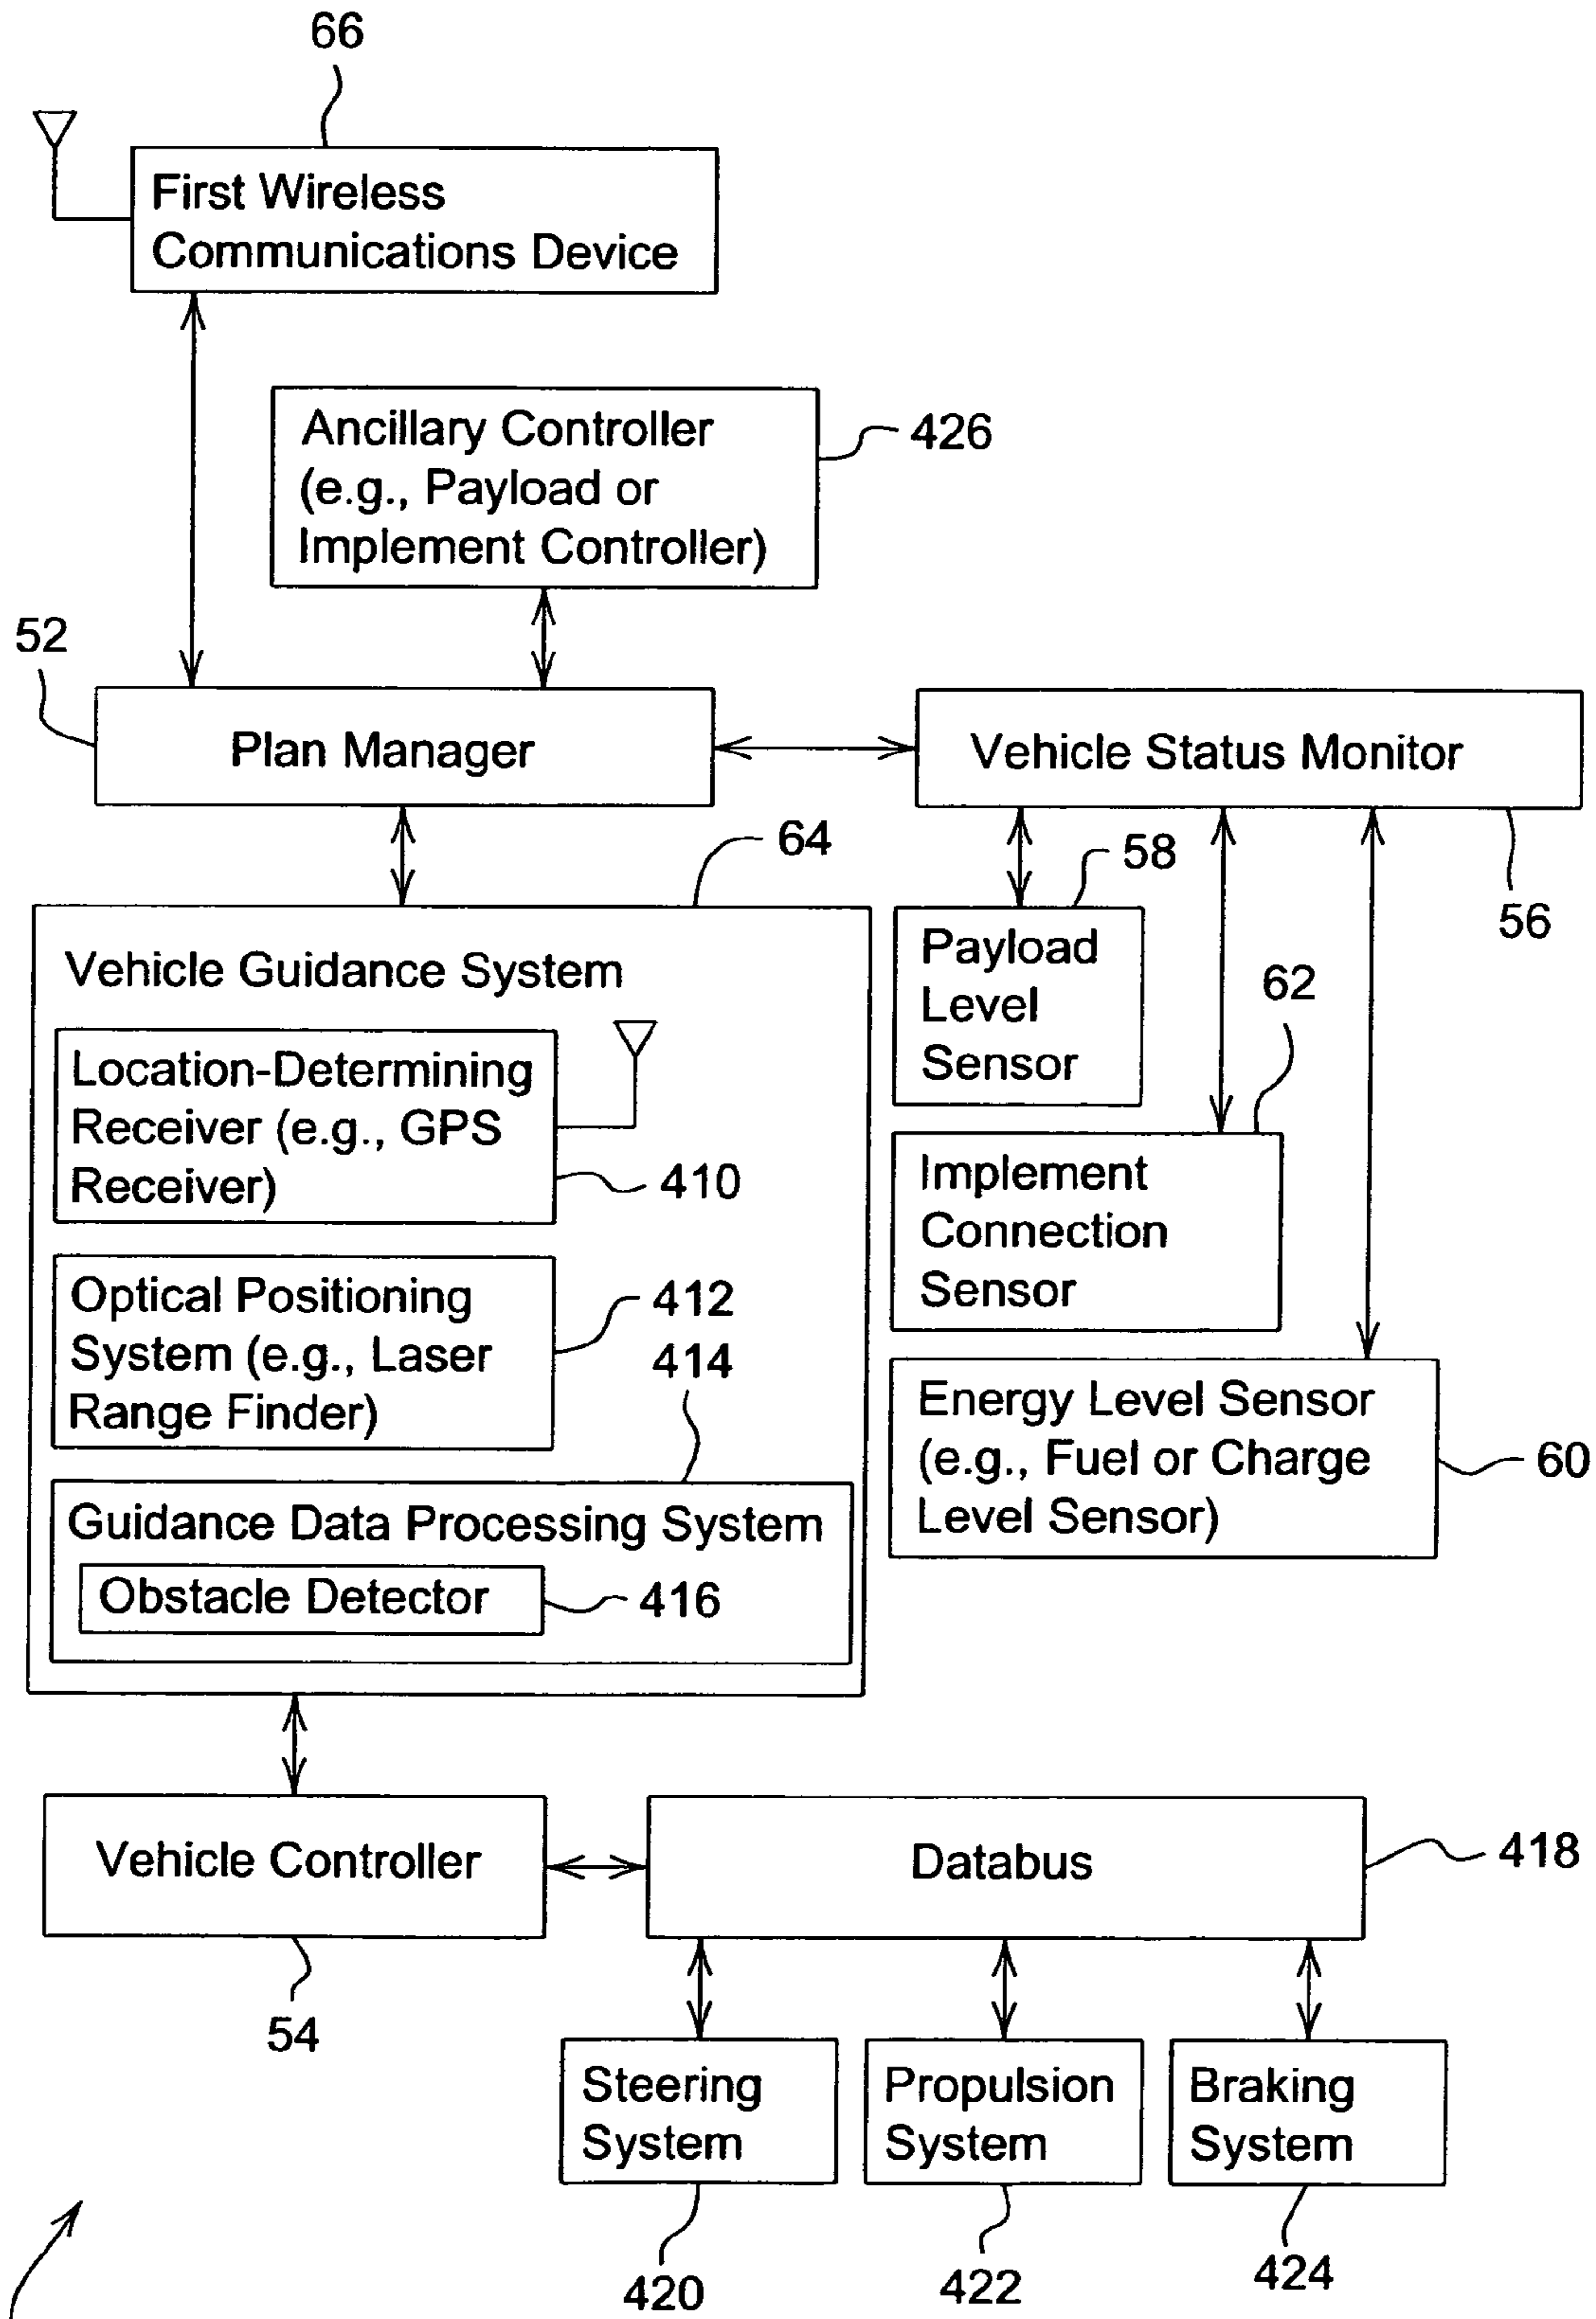 66
First Wireless
Communications Device
Ancillary Controller
(e.g., Payload or
Implement Controller)
426
52
Plan Manager
Vehicle Status Monitor
56
64
58
Payload
Level
Sensor
62
Implement
Connection
Sensor
Energy Level Sensor
(e.g., Fuel or Charge
Level Sensor)
60
Vehicle Guidance System
Location-Determining
Receiver (e.g., GPS
Receiver)
410
Optical Positioning
System (e.g., Laser
Range Finder)
412
414
Guidance Data Processing System
Obstacle Detector
416
Vehicle Controller
54
Databus
418
Steering
System
420
Propulsion
System
422
Braking
System
424